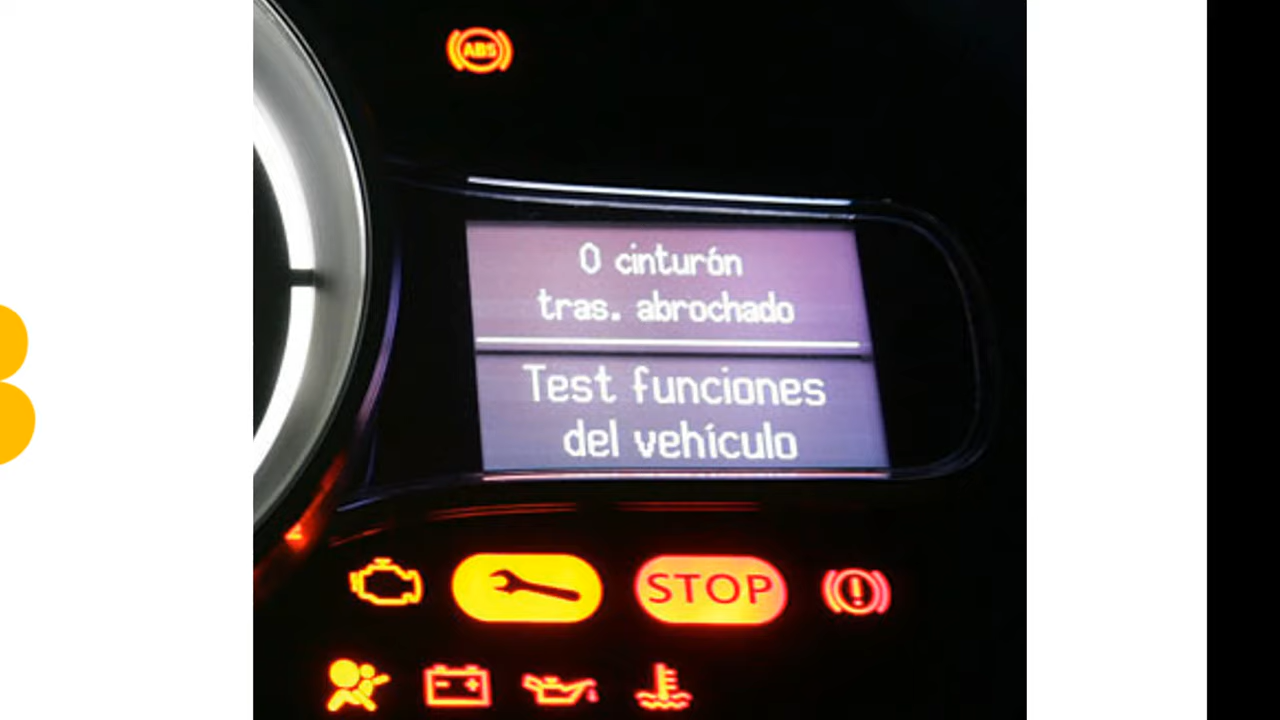 ABS
0 cinturón
tras. abrochado
Test funciones
del vehículo
STOP